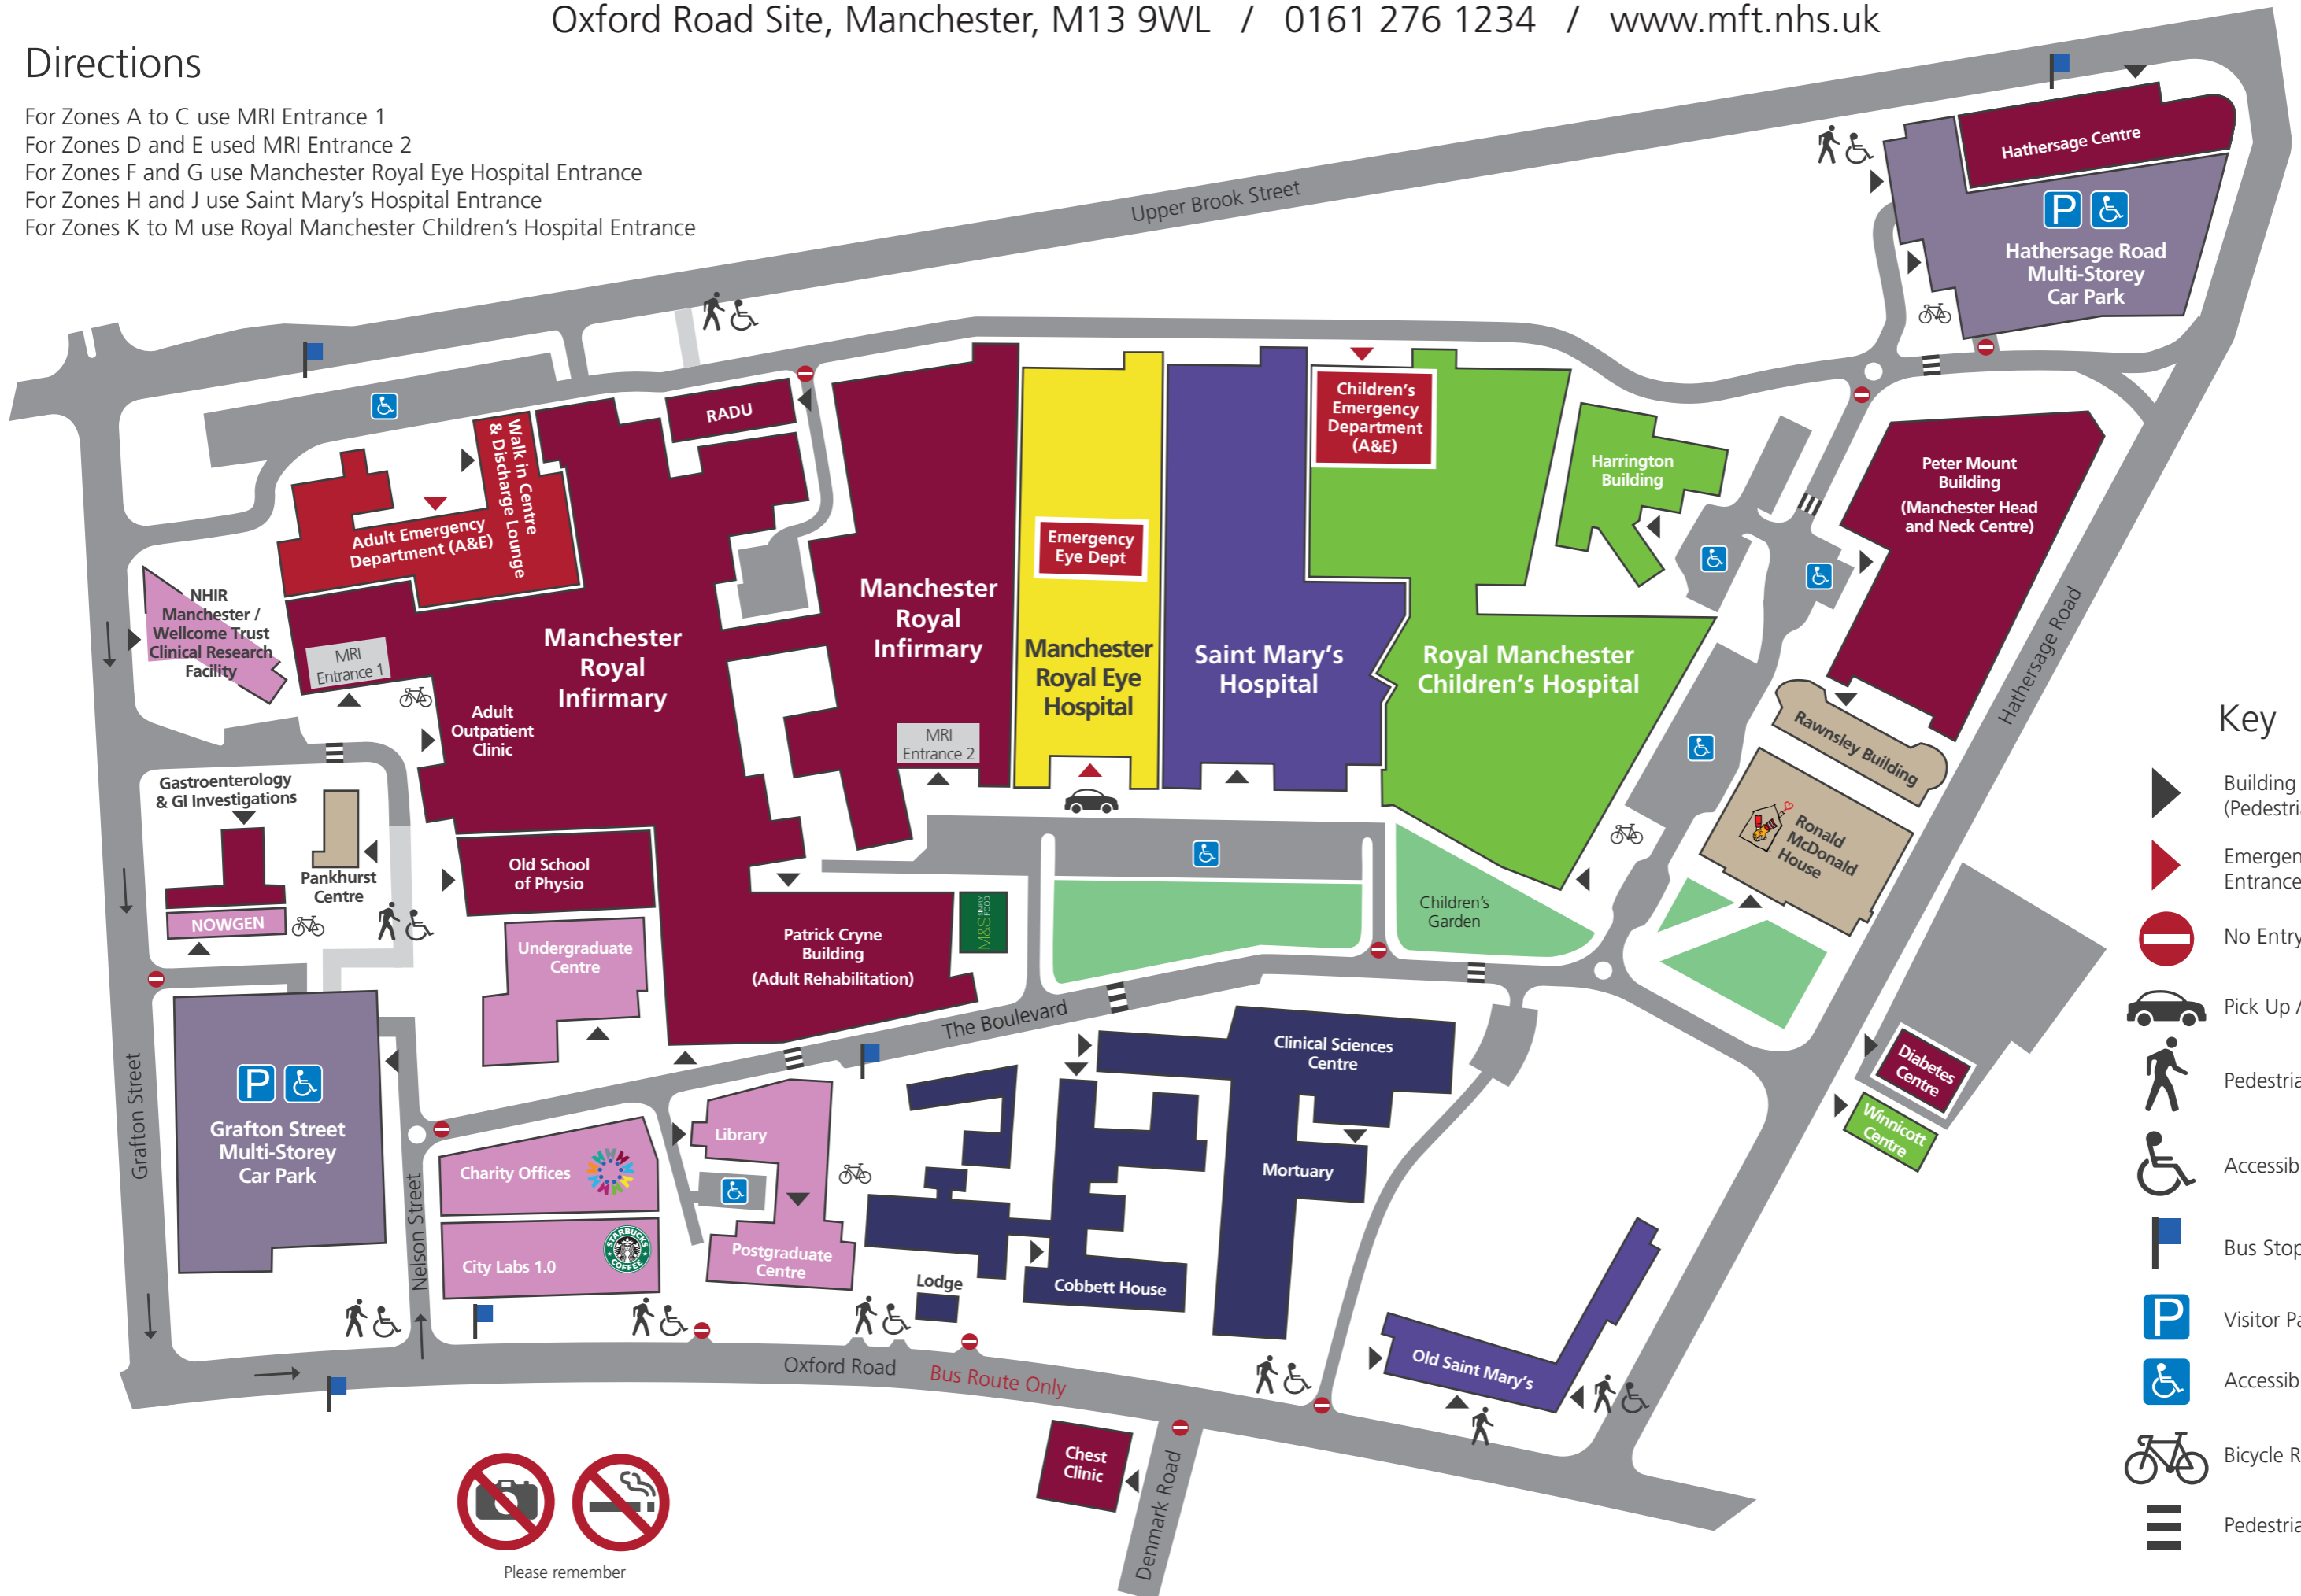 Oxford Road Site, Manchester, M13 9WL / 0161 276 1234 / www.mft.nhs.uk
Directions
For Zones A to C use MRI Entrance 1
For Zones D and E used MRI Entrance 2
For Zones F and G use Manchester Royal Eye Hospital Entrance
For Zones H and J use Saint Mary's Hospital Entrance
For Zones K to M use Royal Manchester Children's Hospital Entrance
Upper Brook Street
Hathersage Centre
P
Hathersage Road
Multi-Storey
Car Park
RADU
Walk in Centre
& Discharge Lounge
Adult Emergency
Department (A&E)
Children's
Emergency
Department
(A&E)
Harrington
Building
Peter Mount
Building
(Manchester Head
and Neck Centre)
Emergency
Eye Dept
NHIR
Manchester /
Wellcome Trust
Clinical Research
Facility
MRI
Entrance 1
Manchester
Royal
Infirmary
Manchester
Royal
Infirmary
Manchester
Royal Eye
Hospital
Saint Mary's
Hospital
Royal Manchester
Children's Hospital
Hathersage Road
Adult
Outpatient
Clinic
MRI
Entrance 2
Rawnsley Building
Ronald
McDonald
House
Gastroenterology
& GI Investigations
Pankhurst
Centre
NOWGEN
Old School
of Physio
Undergraduate
Centre
Patrick Cryne
Building
(Adult Rehabilitation)
M&S
SIMPLY
FOOD
Children's
Garden
The Boulevard
Grafton Street
P
Grafton Street
Multi-Storey
Car Park
Nelson Street
Charity Offices
City Labs 1.0
STARBUCKS
COFFEE
Library
Postgraduate
Centre
Lodge
Cobbett House
Clinical Sciences
Centre
Mortuary
Old Saint Mary's
Diabetes
Centre
Winnicott
Centre
Oxford Road
Bus Route Only
Chest
Clinic
Denmark Road
Please remember
Key
Building
(Pedestria
Emergen
Entrance
No Entry
Pick Up /
Pedestria
Accessib
Bus Stop
P
Visitor Pa
Accessib
Bicycle R
Pedestria